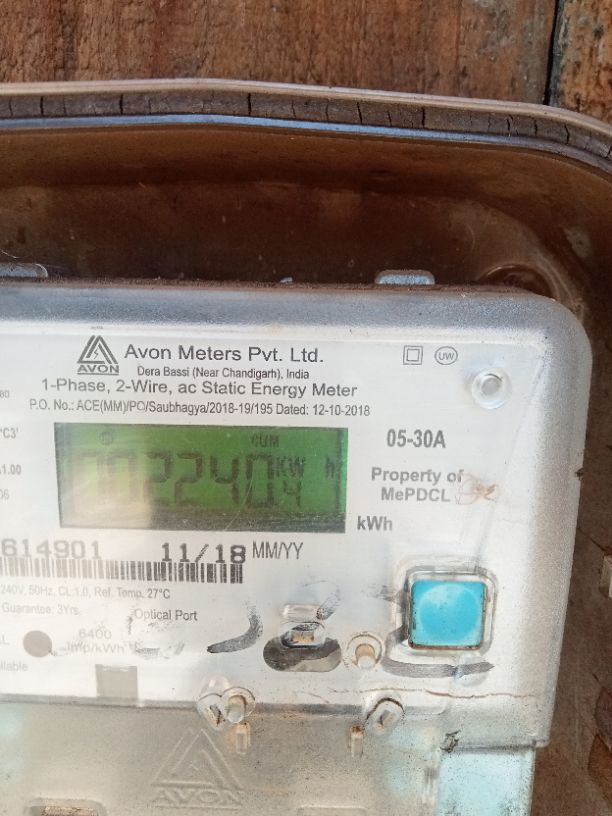 AVON
Avon Meters Pvt. Ltd.
UW
Dera Bassi (Near Chandigarh), India
1-Phase, 2-Wire, ac Static Energy Meter
P.O. No.: ACE(MM)/PO/Saubhagya/2018-19/195 Dated: 12-10-2018
CUM
002240 KW h
4
05-30A
Property of
MePDCL
kWh
614901 11/18 MM/YY
240V, 50Hz, CL:1.0, Ref. Temp. 27°C
Guarantee: 3Yrs. Optical Port
6400
imp/kWh
AVON